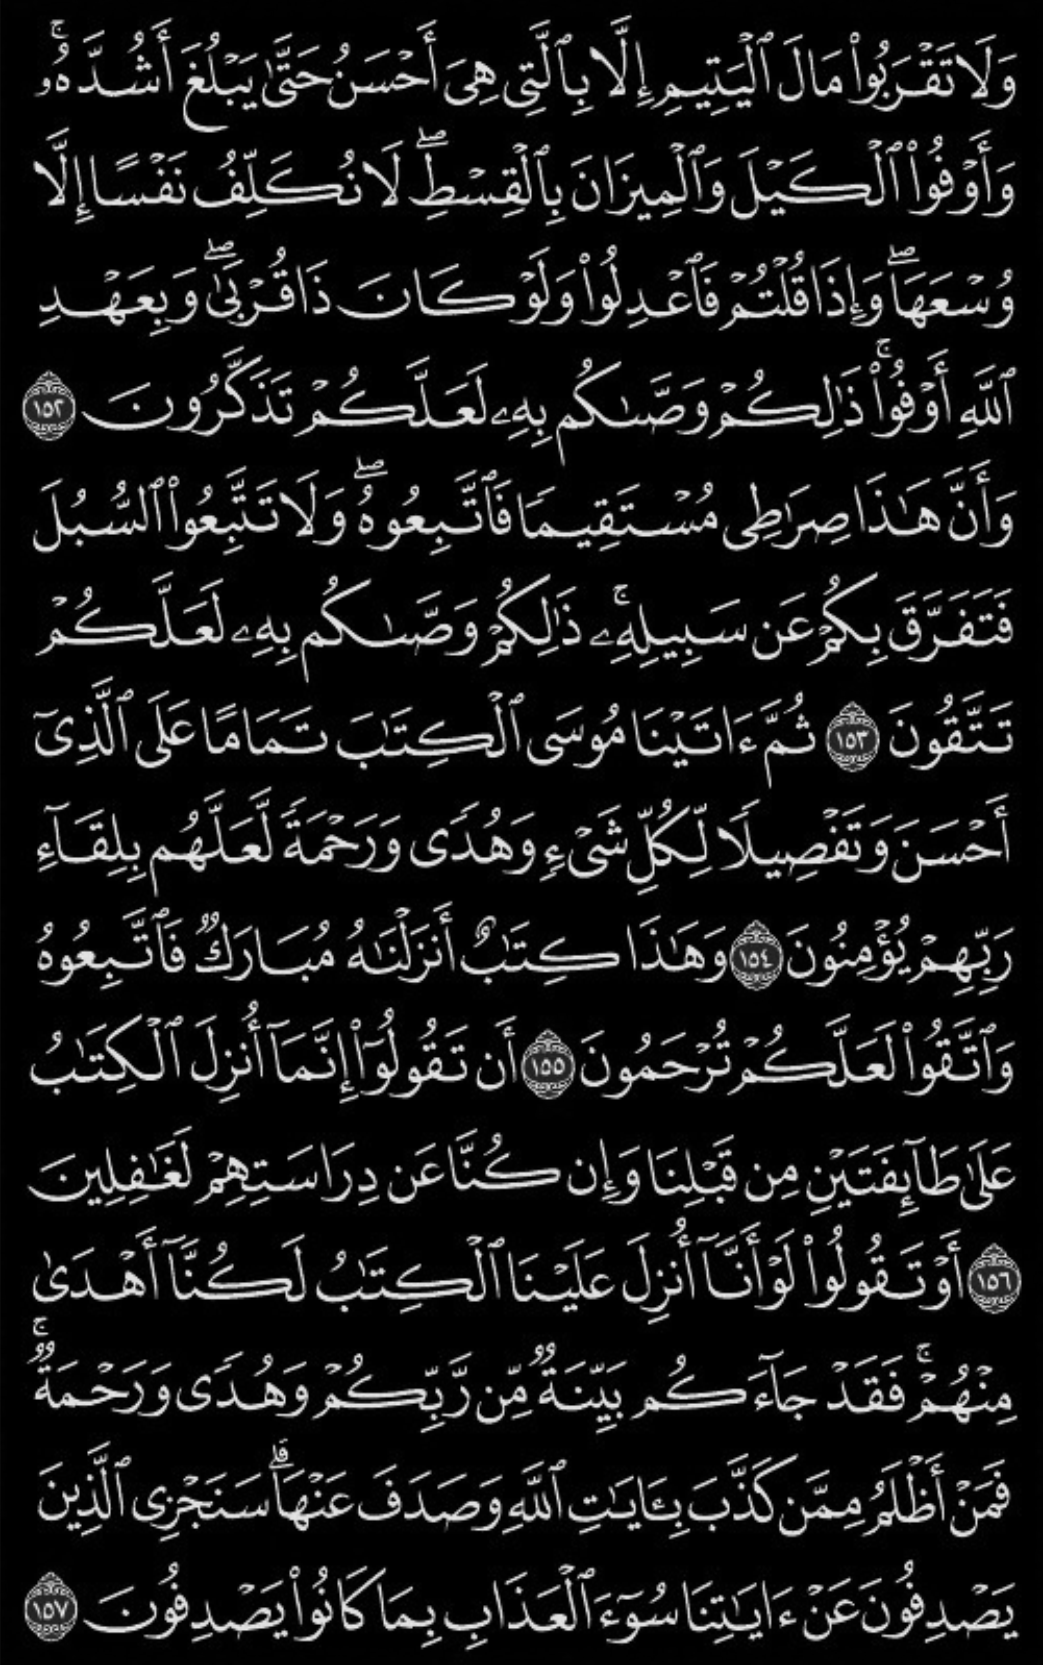 وَلَا تَقْرَبُوا۟ مَالَ ٱلْيَتِيمِ إِلَّا بِٱلَّتِى هِىَ أَحْسَنُ حَتَّىٰ يَبْلُغَ أَشُدَّهُۥ ۚ
وَأَوْفُوا۟ ٱلْكَيْلَ وَٱلْمِيزَانَ بِٱلْقِسْطِ ۖ لَا نُكَلِّفُ نَفْسًا إِلَّا
وُسْعَهَا ۖ وَإِذَا قُلْتُمْ فَٱعْدِلُوا۟ وَلَوْ كَانَ ذَا قُرْبَىٰ ۖ وَبِعَهْدِ
ٱللَّهِ أَوْفُوا۟ ۚ ذَٰلِكُمْ وَصَّىٰكُم بِهِۦ لَعَلَّكُمْ تَذَكَّرُونَ ١٥٢
وَأَنَّ هَـٰذَا صِرَٰطِى مُسْتَقِيمًا فَٱتَّبِعُوهُ ۖ وَلَا تَتَّبِعُوا۟ ٱلسُّبُلَ
فَتَفَرَّقَ بِكُمْ عَن سَبِيلِهِۦ ۚ ذَٰلِكُمْ وَصَّىٰكُم بِهِۦ لَعَلَّكُمْ
تَتَّقُونَ ١٥٣ ثُمَّ ءَاتَيْنَا مُوسَى ٱلْكِتَـٰبَ تَمَامًا عَلَى ٱلَّذِىٓ
أَحْسَنَ وَتَفْصِيلًا لِّكُلِّ شَىْءٍ وَهُدًى وَرَحْمَةً لَّعَلَّهُم بِلِقَآءِ
رَبِّهِمْ يُؤْمِنُونَ ١٥٤ وَهَـٰذَا كِتَـٰبٌ أَنزَلْنَـٰهُ مُبَارَكٌ فَٱتَّبِعُوهُ
وَٱتَّقُوا۟ لَعَلَّكُمْ تُرْحَمُونَ ١٥٥ أَن تَقُولُوٓا۟ إِنَّمَآ أُنزِلَ ٱلْكِتَـٰبُ
عَلَىٰ طَآئِفَتَيْنِ مِن قَبْلِنَا وَإِن كُنَّا عَن دِرَاسَتِهِمْ لَغَـٰفِلِينَ
١٥٦ أَوْ تَقُولُوا۟ لَوْ أَنَّآ أُنزِلَ عَلَيْنَا ٱلْكِتَـٰبُ لَكُنَّآ أَهْدَىٰ
مِنْهُمْ ۚ فَقَدْ جَآءَكُم بَيِّنَةٌ مِّن رَّبِّكُمْ وَهُدًى وَرَحْمَةٌ ۚ
فَمَنْ أَظْلَمُ مِمَّن كَذَّبَ بِـَٔايَـٰتِ ٱللَّهِ وَصَدَفَ عَنْهَا ۗ سَنَجْزِى ٱلَّذِينَ
يَصْدِفُونَ عَنْ ءَايَـٰتِنَا سُوٓءَ ٱلْعَذَابِ بِمَا كَانُوا۟ يَصْدِفُونَ ١٥٧